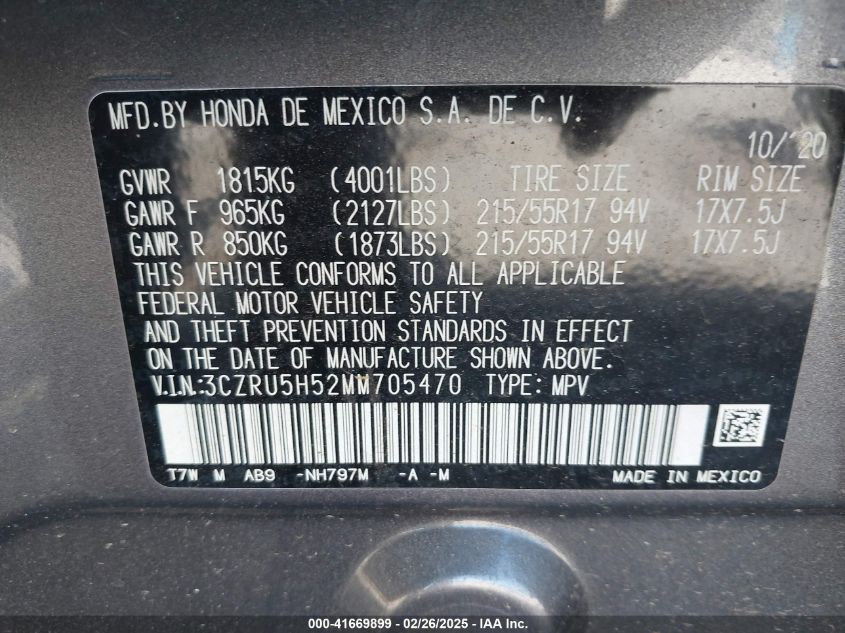 MFD.BY HONDA DE MEXICO S.A. DE C.V.
10/'20
GVWR 1815KG (4001LBS) TIRE SIZE RIM SIZE
GAWR F 965KG (2127LBS) 215/55R17 94V 17X7.5J
GAWR R 850KG (1873LBS) 215/55R17 94V 17X7.5J
THIS VEHICLE CONFORMS TO ALL APPLICABLE
FEDERAL MOTOR VEHICLE SAFETY
AND THEFT PREVENTION STANDARDS IN EFFECT
ON THE DATE OF MANUFACTURE SHOWN ABOVE.
V.I.N.:3CZRU5H52MM705470 TYPE: MPV
T7W M AB9 -NH797M -A -M MADE IN MEXICO
000-41669899 - 02/26/2025 - IAA Inc.